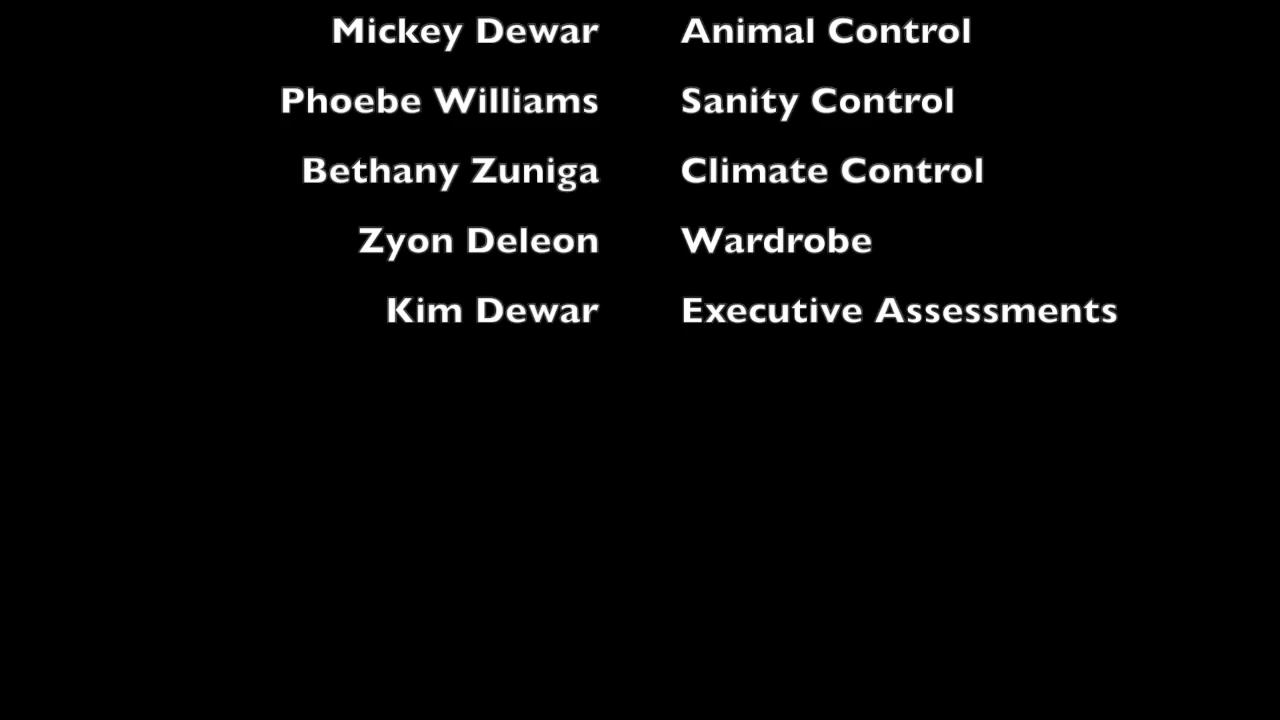 Mickey Dewar Animal Control
Phoebe Williams Sanity Control
Bethany Zuniga Climate Control
Zyon Deleon Wardrobe
Kim Dewar Executive Assessments